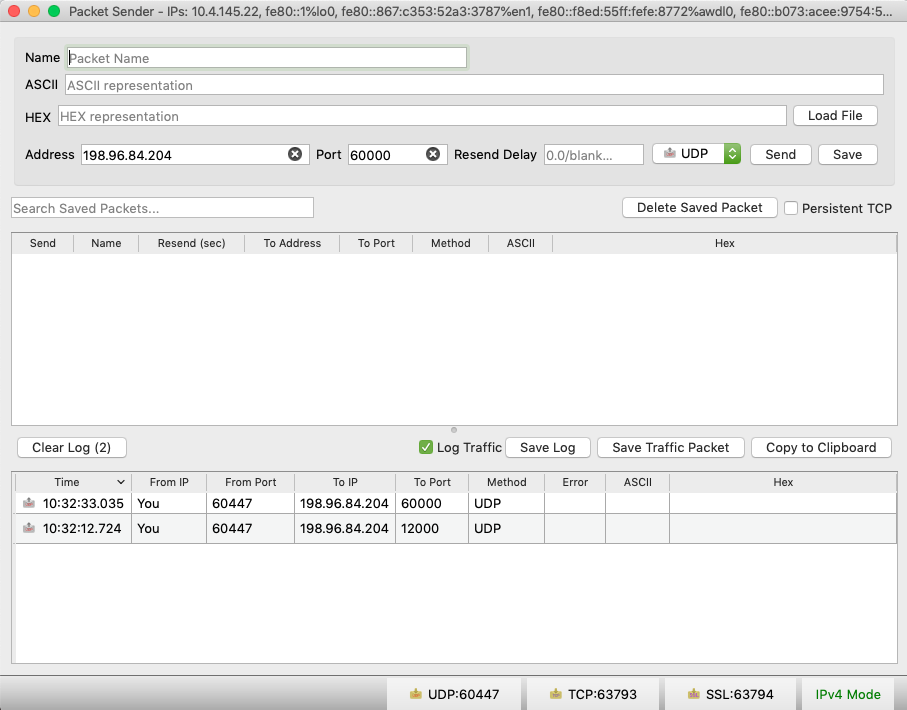 Packet Sender - IPs: 10.4.145.22, fe80::1%lo0, fe80::867:c353:52a3:3787%en1, fe80::f8ed:55ff:fefe:8772%awdl0, fe80::b073:acee:9754:5...
Name Packet Name
ASCII ASCII representation
HEX HEX representation Load File
Address 198.96.84.204 Port 60000 Resend Delay 0.0/blank... UDP Send Save
Search Saved Packets... Delete Saved Packet Persistent TCP
Send Name Resend (sec) To Address To Port Method ASCII Hex
Clear Log (2) Log Traffic Save Log Save Traffic Packet Copy to Clipboard
Time From IP From Port To IP To Port Method Error ASCII Hex
10:32:33.035 You 60447 198.96.84.204 60000 UDP
10:32:12.724 You 60447 198.96.84.204 12000 UDP
UDP:60447 TCP:63793 SSL:63794 IPv4 Mode